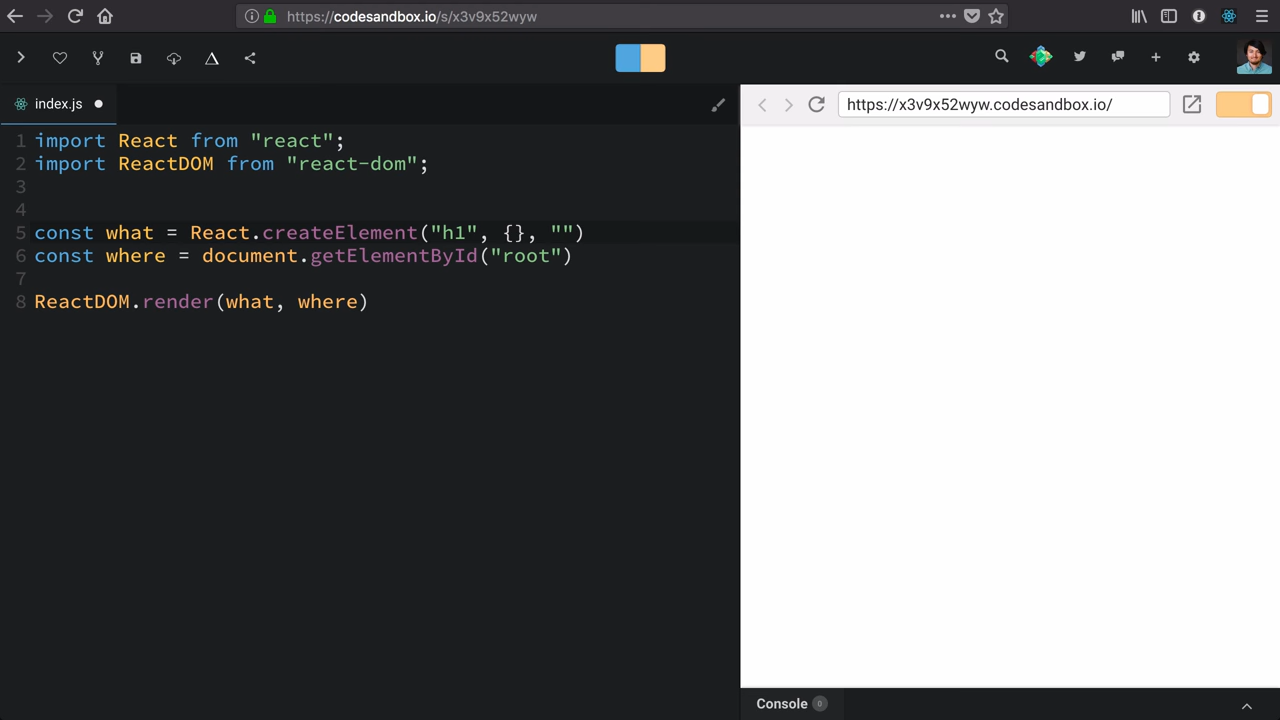 https://codesandbox.io/s/x3v9x52wyw
index.js
https://x3v9x52wyw.codesandbox.io/
1 import React from "react";
2 import ReactDOM from "react-dom";
3
4
5 const what = React.createElement("h1", {}, "")
6 const where = document.getElementById("root")
7
8 ReactDOM.render(what, where)
Console 0